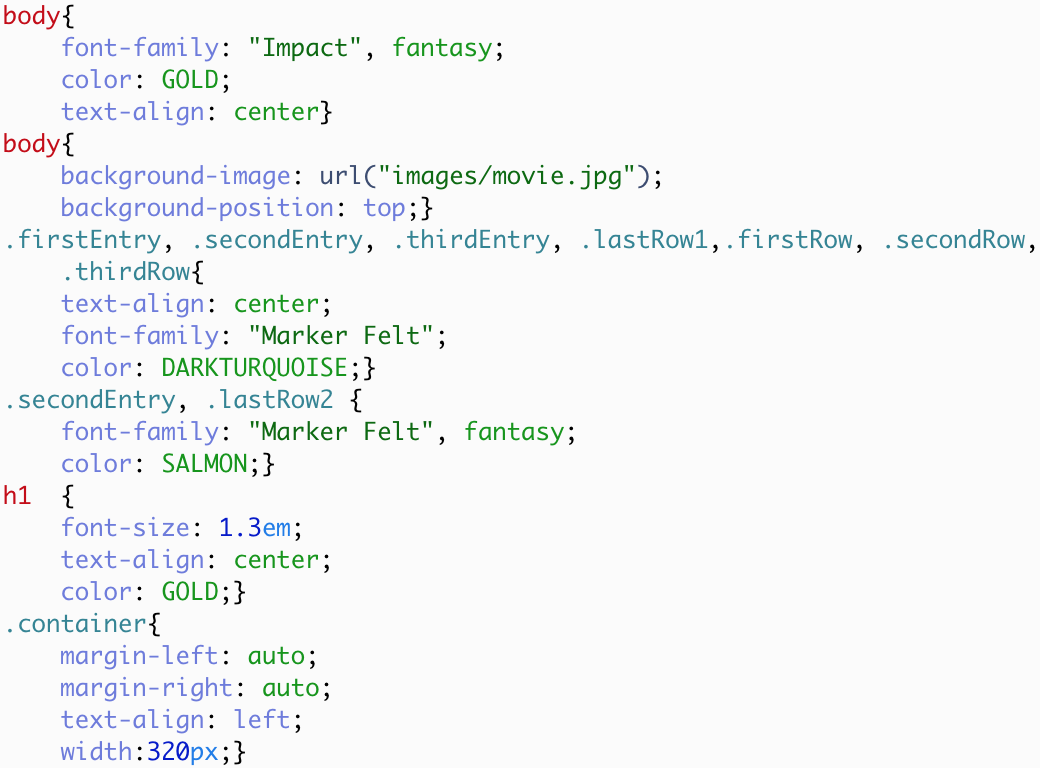 body{
    font-family: "Impact", fantasy;
    color: GOLD;
    text-align: center}
body{
    background-image: url("images/movie.jpg");
    background-position: top;}
.firstEntry, .secondEntry, .thirdEntry, .lastRow1,.firstRow, .secondRow,
    .thirdRow{
    text-align: center;
    font-family: "Marker Felt";
    color: DARKTURQUOISE;}
.secondEntry, .lastRow2 {
    font-family: "Marker Felt", fantasy;
    color: SALMON;}
h1  {
    font-size: 1.3em;
    text-align: center;
    color: GOLD;}
.container{
    margin-left: auto;
    margin-right: auto;
    text-align: left;
    width:320px;}